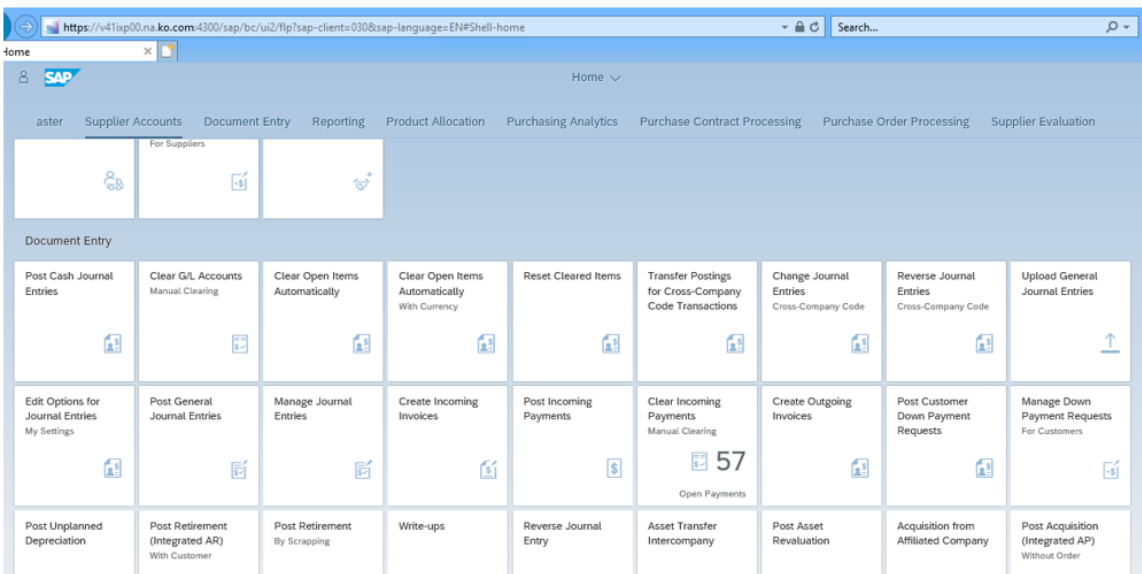 https://v41ixp00.na.ko.com:4300/sap/bc/ui2/flp?sap-client=030&sap-language=EN#Shell-home
Search...
Home
SAP
Home
aster Supplier Accounts Document Entry Reporting Product Allocation Purchasing Analytics Purchase Contract Processing Purchase Order Processing Supplier Evaluation
For Suppliers
Document Entry
Post Cash Journal
Entries
Clear G/L Accounts
Manual Clearing
Clear Open Items
Automatically
Clear Open Items
Automatically
With Currency
Reset Cleared Items
Transfer Postings
for Cross-Company
Code Transactions
Change Journal
Entries
Cross-Company Code
Reverse Journal
Entries
Cross-Company Code
Upload General
Journal Entries
Edit Options for
Journal Entries
My Settings
Post General
Journal Entries
Manage Journal
Entries
Create Incoming
Invoices
Post Incoming
Payments
Clear Incoming
Payments
Manual Clearing
57
Open Payments
Create Outgoing
Invoices
Post Customer
Down Payment
Requests
Manage Down
Payment Requests
For Customers
Post Unplanned
Depreciation
Post Retirement
(Integrated AR)
With Customer
Post Retirement
By Scrapping
Write-ups
Reverse Journal
Entry
Asset Transfer
Intercompany
Post Asset
Revaluation
Acquisition from
Affiliated Company
Post Acquisition
(Integrated AP)
Without Order